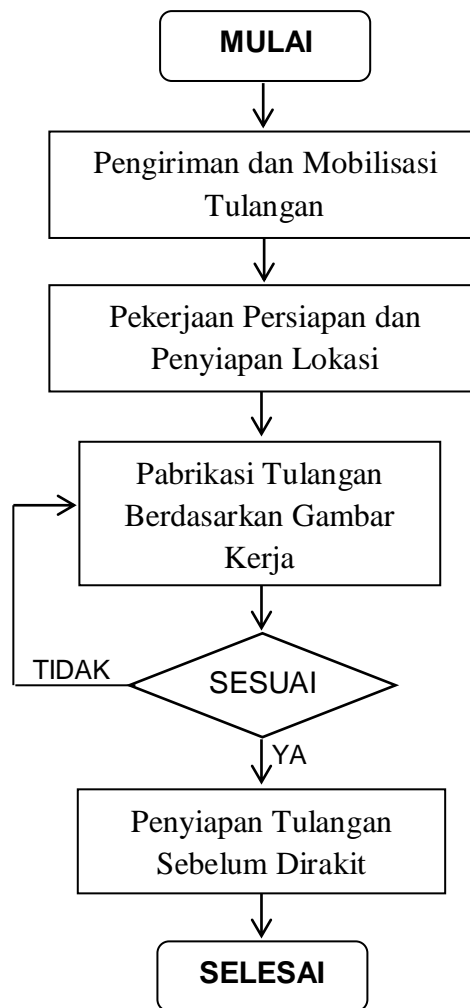 MULAI
Pengiriman dan Mobilisasi
Tulangan
Pekerjaan Persiapan dan
Penyiapan Lokasi
Pabrikasi Tulangan
Berdasarkan Gambar
Kerja
TIDAK
SESUAI
YA
Penyiapan Tulangan
Sebelum Dirakit
SELESAI